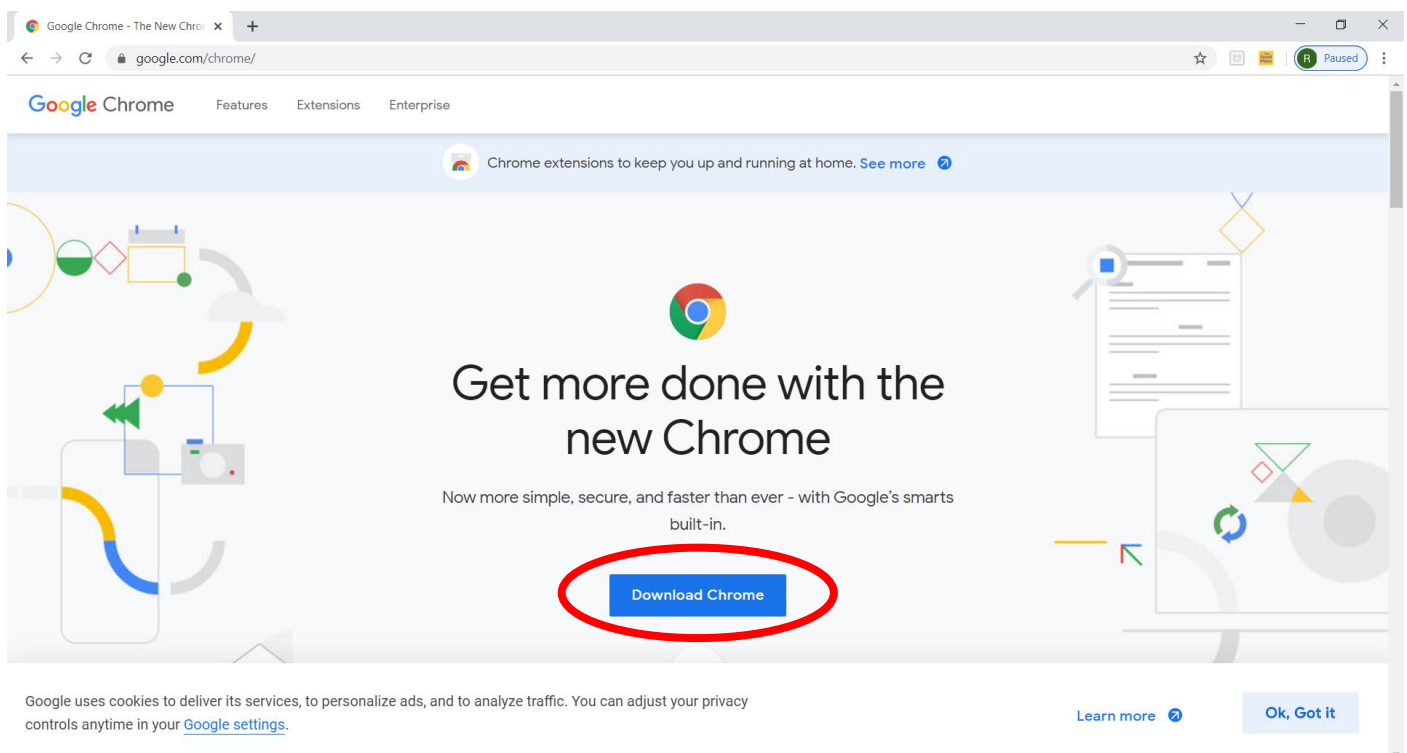 Google Chrome - The New Chro
google.com/chrome/
R Paused
Google Chrome Features Extensions Enterprise
Chrome extensions to keep you up and running at home. See more
Get more done with the
new Chrome
Now more simple, secure, and faster than ever - with Google's smarts
built-in.
Download Chrome
Google uses cookies to deliver its services, to personalize ads, and to analyze traffic. You can adjust your privacy
controls anytime in your Google settings.
Learn more
Ok, Got it